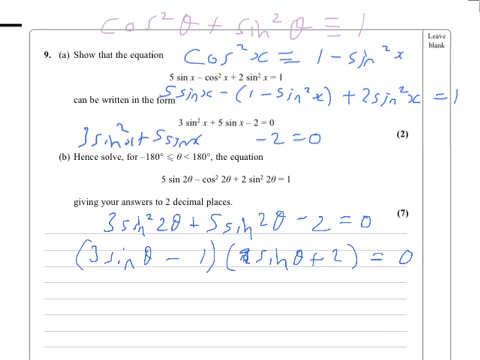 cos²θ + sin²θ ≡ 1
Leave
blank
9. (a) Show that the equation
cos²x ≡ 1 - sin²x
5 sin x – cos² x + 2 sin² x = 1
can be written in the form
5sinx - (1 - sin²x) + 2sin²x = 1
3 sin² x + 5 sin x – 2 = 0
3sin²x + 5sinx - 2 = 0
(2)
(b) Hence solve, for –180° ⩽ θ < 180°, the equation
5 sin 2θ – cos² 2θ + 2 sin² 2θ = 1
giving your answers to 2 decimal places.
(7)
3sin²2θ + 5sin2θ - 2 = 0
(3sinθ - 1)(sinθ + 2) = 0